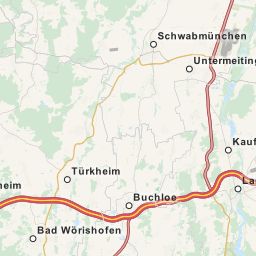 Schwabmünchen
Untermeiting
Kauf
Türkheim
heim
La
Buchloe
Bad Wörishofen